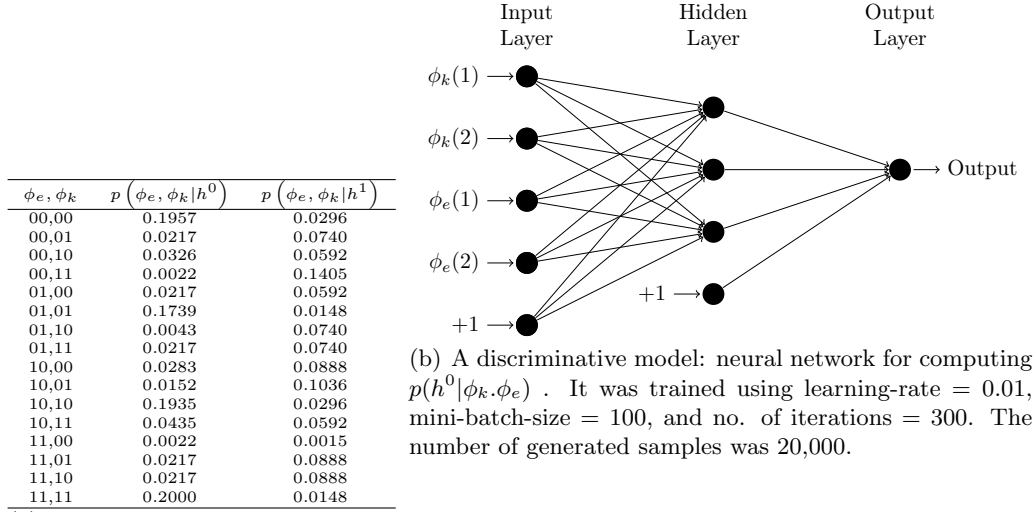 Input Hidden Output
Layer Layer Layer
ϕk(1)
ϕk(2)
ϕe(1)
ϕe(2)
+1
+1
Output
ϕe, ϕk p(ϕe, ϕk|h⁰) p(ϕe, ϕk|h¹)
00,00 0.1957 0.0296
00,01 0.0217 0.0740
00,10 0.0326 0.0592
00,11 0.0022 0.1405
01,00 0.0217 0.0592
01,01 0.1739 0.0148
01,10 0.0043 0.0740
01,11 0.0217 0.0740
10,00 0.0283 0.0888
10,01 0.0152 0.1036
10,10 0.1935 0.0296
10,11 0.0435 0.0592
11,00 0.0022 0.0015
11,01 0.0217 0.0888
11,10 0.0217 0.0888
11,11 0.2000 0.0148
(b) A discriminative model: neural network for computing
p(h⁰|ϕk.ϕe) . It was trained using learning-rate = 0.01,
mini-batch-size = 100, and no. of iterations = 300. The
number of generated samples was 20,000.